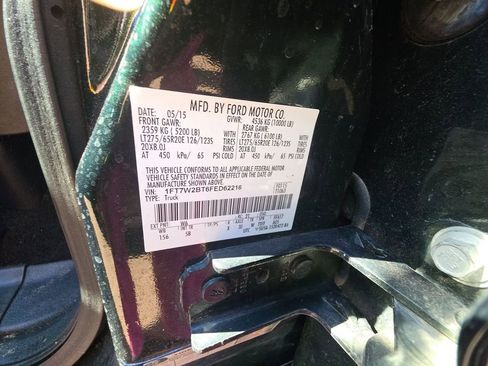 MFD. BY FORD MOTOR CO.
DATE: 05/15 GVWR: 4536 KG (10000 LB)
FRONT GAWR: REAR GAWR:
2359 KG ( 5200 LB) WITH 2767 KG ( 6100 LB) WITH
LT275/65R20E 126/123S TIRES LT275/65R20E 126/123S TIRES
20X8.0J RIMS 20X8.0J RIMS
AT 450 kPa/ 65 PSI COLD AT 450 kPa/ 65 PSI COLD
THIS VEHICLE CONFORMS TO ALL APPLICABLE FEDERAL MOTOR
VEHICLE SAFETY STANDARDS IN EFFECT ON THE DATE OF MANUFACTURE
SHOWN ABOVE.
VIN: 1FT7W2BT6FED62216
TYPE: Truck
EXT PNT:
WB
156 5B